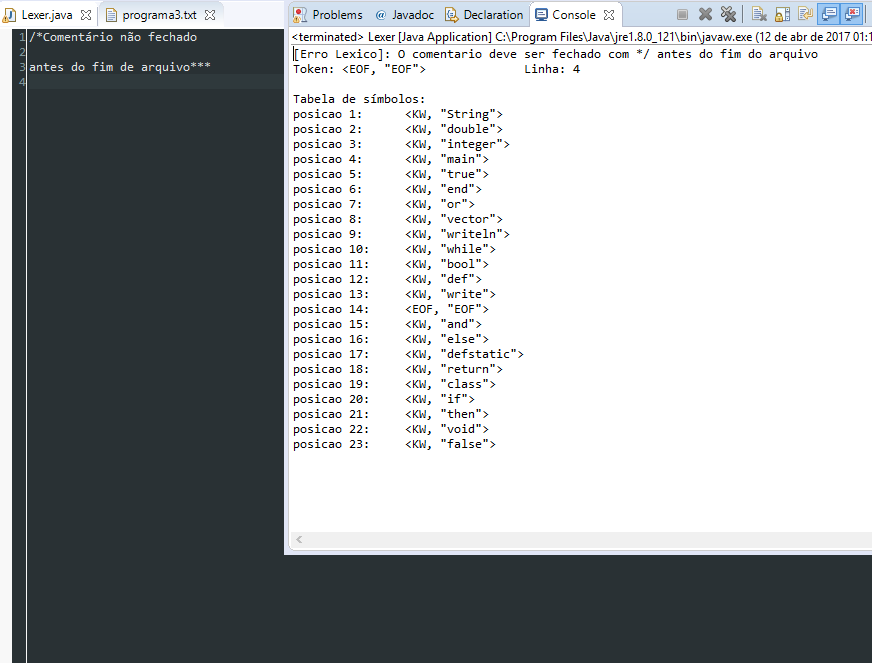 Lexer.java programa3.txt
1 /*Comentário não fechado
2
3 antes do fim de arquivo***
4
Problems @ Javadoc Declaration Console
<terminated> Lexer [Java Application] C:\Program Files\Java\jre1.8.0_121\bin\javaw.exe (12 de abr de 2017 01:1
[Erro Lexico]: O comentario deve ser fechado com */ antes do fim do arquivo
Token: <EOF, "EOF"> Linha: 4
Tabela de símbolos:
posicao 1: <KW, "String">
posicao 2: <KW, "double">
posicao 3: <KW, "integer">
posicao 4: <KW, "main">
posicao 5: <KW, "true">
posicao 6: <KW, "end">
posicao 7: <KW, "or">
posicao 8: <KW, "vector">
posicao 9: <KW, "writeln">
posicao 10: <KW, "while">
posicao 11: <KW, "bool">
posicao 12: <KW, "def">
posicao 13: <KW, "write">
posicao 14: <EOF, "EOF">
posicao 15: <KW, "and">
posicao 16: <KW, "else">
posicao 17: <KW, "defstatic">
posicao 18: <KW, "return">
posicao 19: <KW, "class">
posicao 20: <KW, "if">
posicao 21: <KW, "then">
posicao 22: <KW, "void">
posicao 23: <KW, "false">